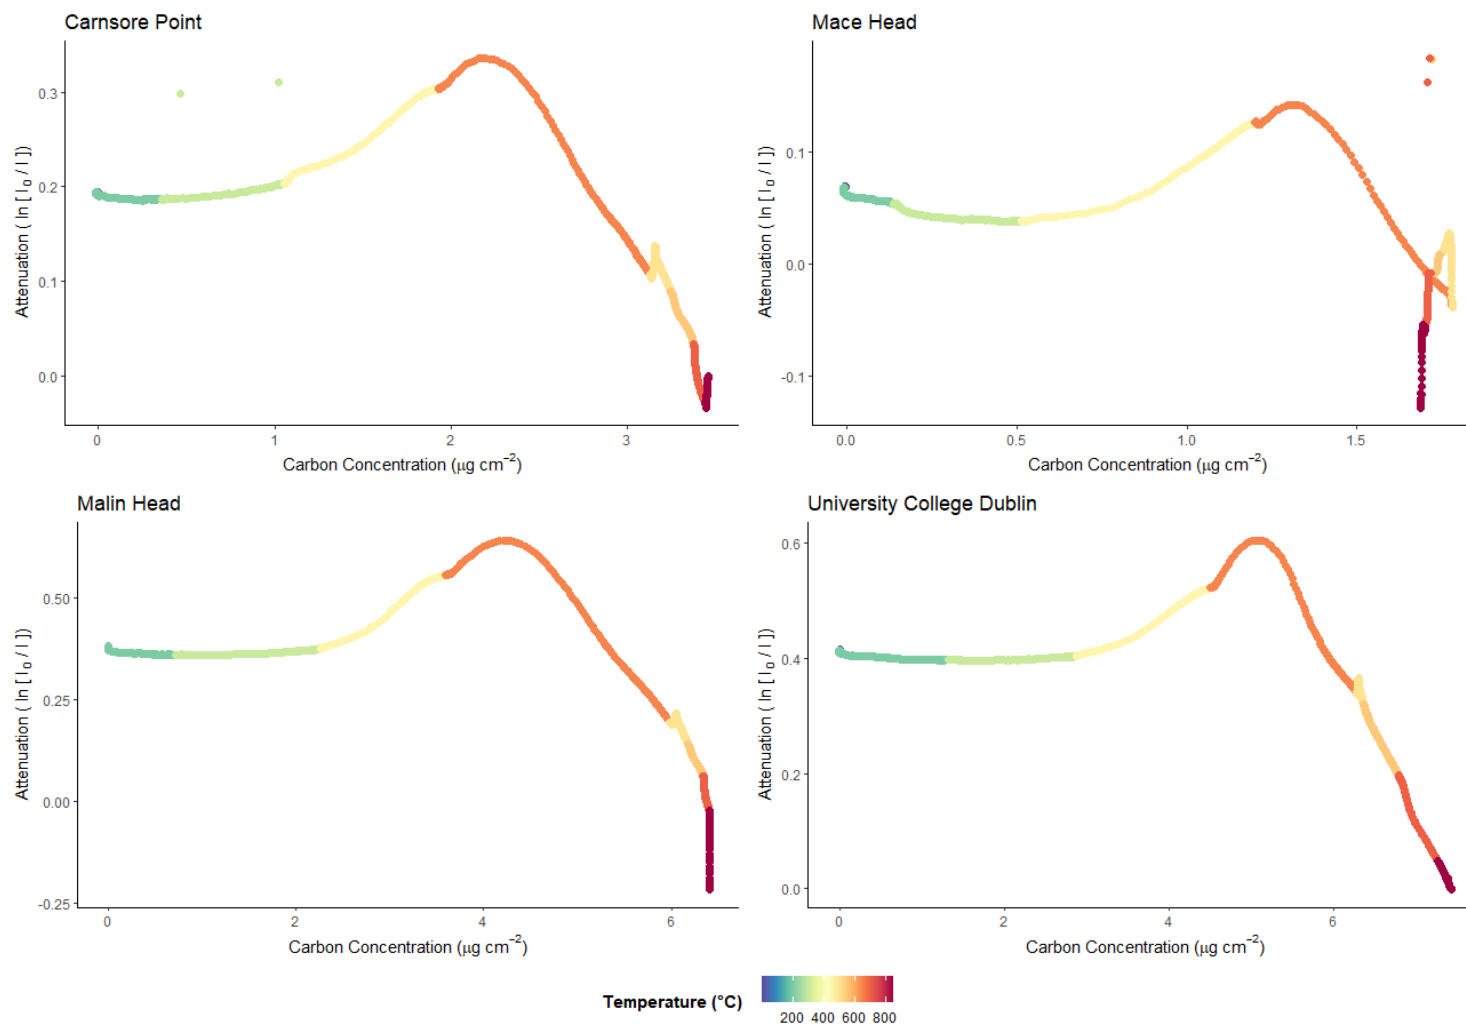 Carnsore Point
Attenuation ( ln [ I 0 / I ])
0.3
0.2
0.1
0.0
0 1 2 3
Carbon Concentration (μg cm−2)
Mace Head
Attenuation ( ln [ I 0 / I ])
0.1
0.0
-0.1
0.0 0.5 1.0 1.5
Carbon Concentration (μg cm−2)
Malin Head
Attenuation ( ln [ I 0 / I ])
0.50
0.25
0.00
-0.25
0 2 4 6
Carbon Concentration (μg cm−2)
University College Dublin
Attenuation ( ln [ I 0 / I ])
0.6
0.4
0.2
0.0
0 2 4 6
Carbon Concentration (μg cm−2)
Temperature (°C)
200 400 600 800